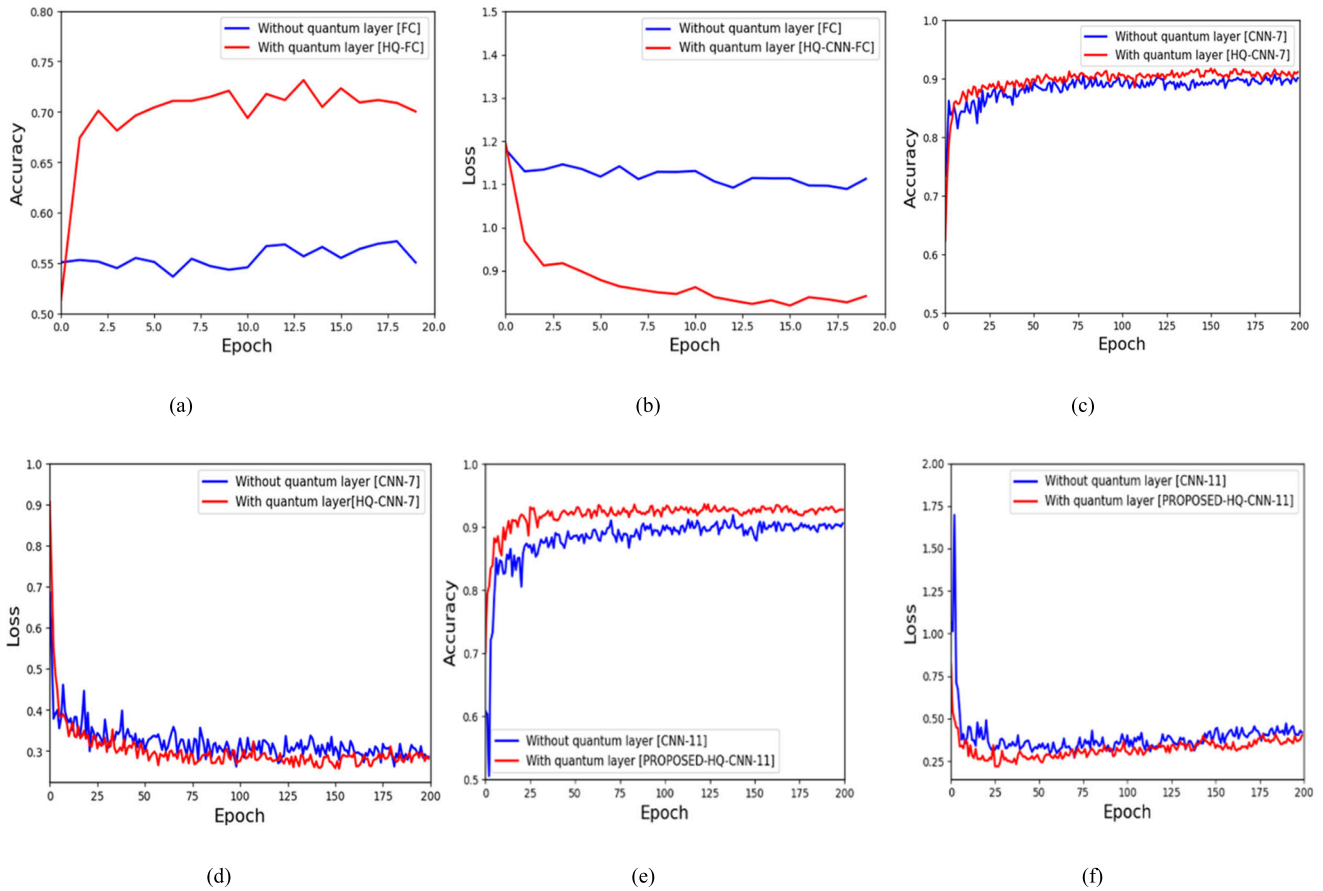 0.80
0.75
0.70
0.65
0.60
0.55
0.50
Accuracy
Without quantum layer [FC]
With quantum layer [HQ-FC]
0.0 2.5 5.0 7.5 10.0 12.5 15.0 17.5 20.0
Epoch
(a)
1.5
1.4
1.3
1.2
1.1
1.0
0.9
Loss
Without quantum layer [FC]
With quantum layer [HQ-CNN-FC]
0.0 2.5 5.0 7.5 10.0 12.5 15.0 17.5 20.0
Epoch
(b)
1.0
0.9
0.8
0.7
0.6
0.5
Accuracy
Without quantum layer [CNN-7]
With quantum layer [HQ-CNN-7]
0 25 50 75 100 125 150 175 200
Epoch
(c)
1.0
0.9
0.8
0.7
0.6
0.5
0.4
0.3
Loss
Without quantum layer [CNN-7]
With quantum layer[HQ-CNN-7]
0 25 50 75 100 125 150 175 200
Epoch
(d)
1.0
0.9
0.8
0.7
0.6
0.5
Accuracy
Without quantum layer [CNN-11]
With quantum layer [PROPOSED-HQ-CNN-11]
0 25 50 75 100 125 150 175 200
Epoch
(e)
2.00
1.75
1.50
1.25
1.00
0.75
0.50
0.25
Loss
Without quantum layer [CNN-11]
With quantum layer [PROPOSED-HQ-CNN-11]
0 25 50 75 100 125 150 175 200
Epoch
(f)